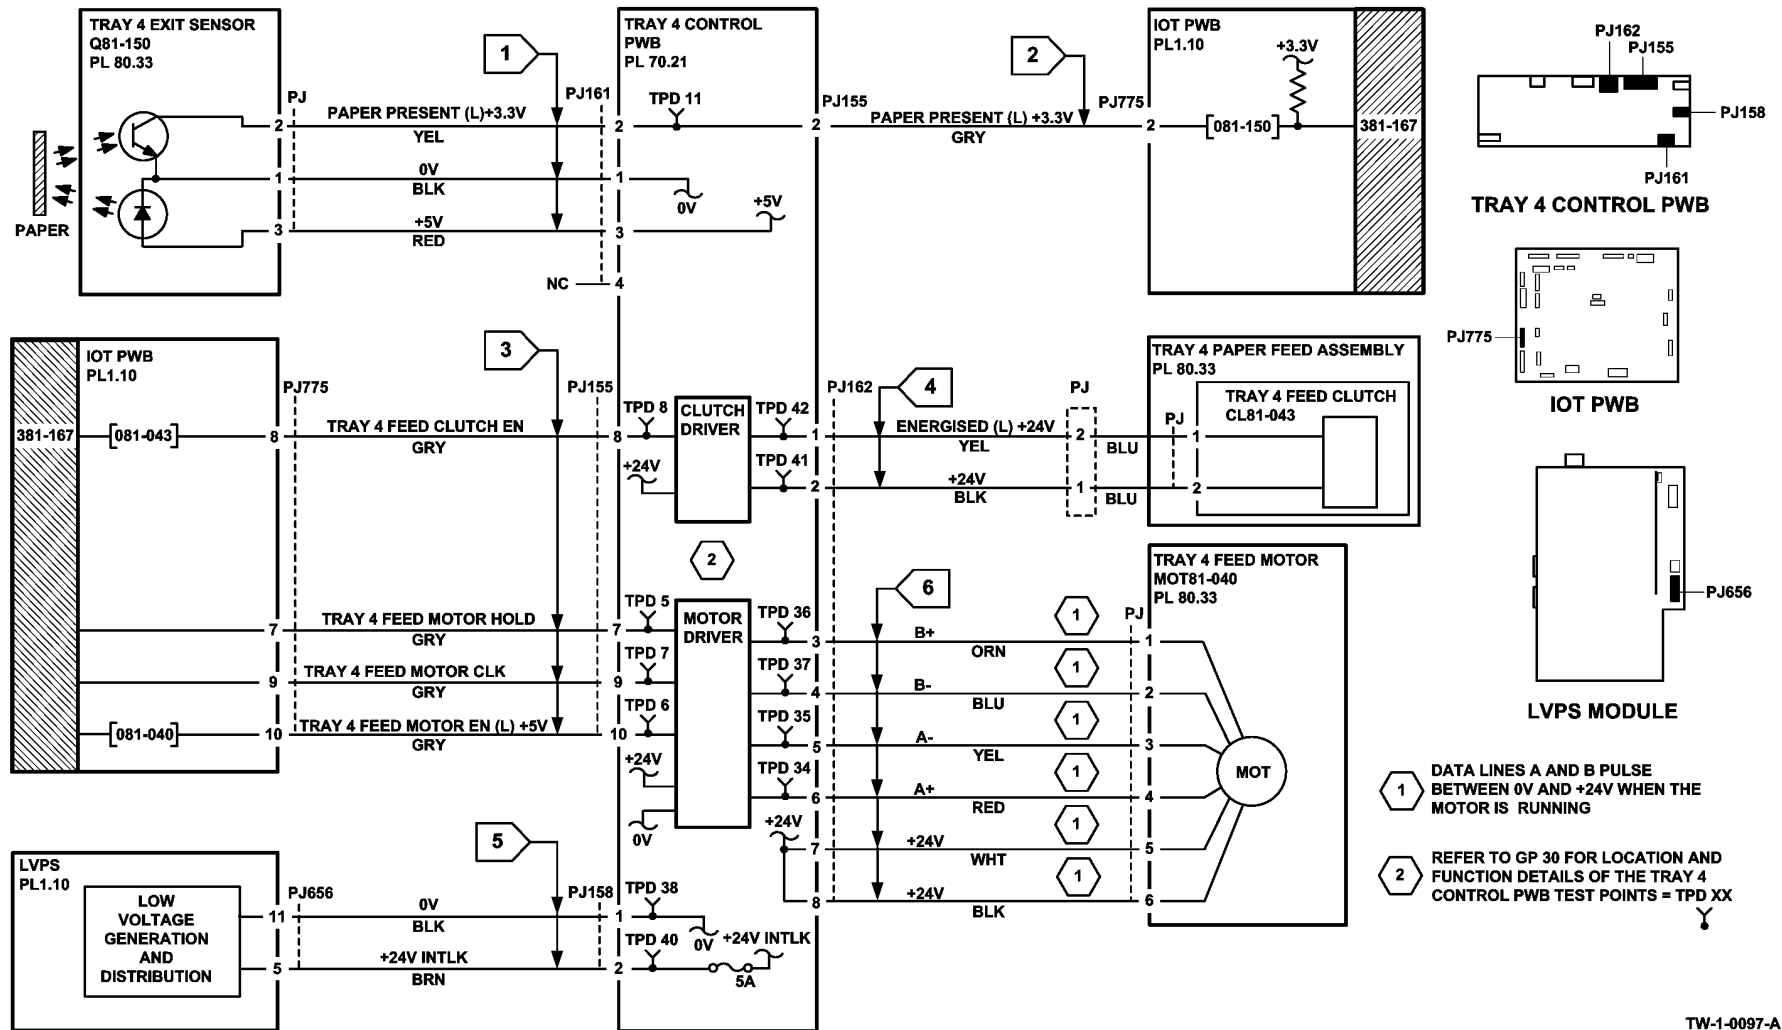 TRAY 4 EXIT SENSOR
Q81-150
PL 80.33
PJ
PAPER PRESENT (L)+3.3V
2
YEL
0V
1
BLK
+5V
3
RED
PAPER
NC
4
1
PJ161
TRAY 4 CONTROL
PWB
PL 70.21
TPD 11
2
1
0V
+5V
3
PJ155
2
2
PAPER PRESENT (L) +3.3V
GRY
PJ775
2
IOT PWB
PL1.10
+3.3V
081-150
381-167
PJ162
PJ155
PJ158
PJ161
TRAY 4 CONTROL PWB
PJ775
IOT PWB
PJ656
LVPS MODULE
IOT PWB
PL1.10
381-167
081-043
PJ775
8
TRAY 4 FEED CLUTCH EN
GRY
3
PJ155
8
TPD 8
+24V
CLUTCH
DRIVER
TPD 42
1
TPD 41
2
PJ162
4
ENERGISED (L) +24V
YEL
+24V
BLK
PJ
2
BLU
1
BLU
TRAY 4 PAPER FEED ASSEMBLY
PL 80.33
TRAY 4 FEED CLUTCH
CL81-043
PJ
1
2
2
7
TRAY 4 FEED MOTOR HOLD
GRY
7
9
TRAY 4 FEED MOTOR CLK
GRY
9
081-040
10
TRAY 4 FEED MOTOR EN (L) +5V
GRY
10
TPD 5
TPD 7
TPD 6
+24V
0V
MOTOR
DRIVER
TPD 36
3
TPD 37
4
TPD 35
5
TPD 34
6
+24V
7
8
6
B+
ORN
B-
BLU
A-
YEL
A+
RED
+24V
WHT
+24V
BLK
1
1
1
1
1
1
PJ
1
2
3
4
5
6
TRAY 4 FEED MOTOR
MOT81-040
PL 80.33
MOT
LVPS
PL1.10
LOW
VOLTAGE
GENERATION
AND
DISTRIBUTION
PJ656
11
0V
BLK
5
+24V INTLK
BRN
5
PJ158
1
TPD 38
0V
2
TPD 40
+24V INTLK
5A
1
DATA LINES A AND B PULSE
BETWEEN 0V AND +24V WHEN THE
MOTOR IS RUNNING
2
REFER TO GP 30 FOR LOCATION AND
FUNCTION DETAILS OF THE TRAY 4
CONTROL PWB TEST POINTS = TPD XX
TW-1-0097-A